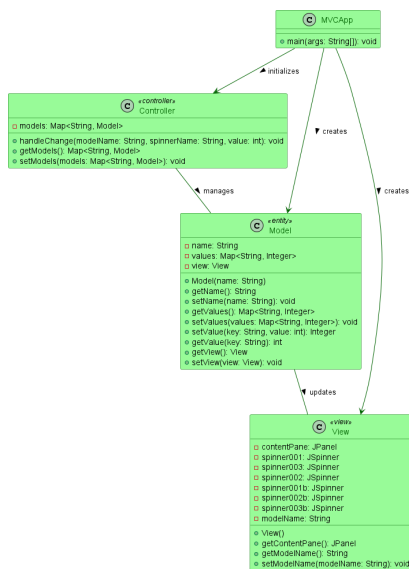 C MVCApp
main(args: String[]): void
initializes
«controller»
C Controller
models: Map<String, Model>
handleChange(modelName: String, spinnerName: String, value: int): void
getModels(): Map<String, Model>
setModels(models: Map<String, Model>): void
creates
creates
manages
«entity»
C Model
name: String
values: Map<String, Integer>
view: View
Model(name: String)
getName(): String
setName(name: String): void
getValues(): Map<String, Integer>
setValues(values: Map<String, Integer>): void
setValue(key: String, value: int): Integer
getValue(key: String): int
getView(): View
setView(view: View): void
updates
«view»
C View
contentPane: JPanel
spinner001: JSpinner
spinner003: JSpinner
spinner002: JSpinner
spinner001b: JSpinner
spinner002b: JSpinner
spinner003b: JSpinner
modelName: String
View()
getContentPane(): JPanel
getModelName(): String
setModelName(modelName: String): void